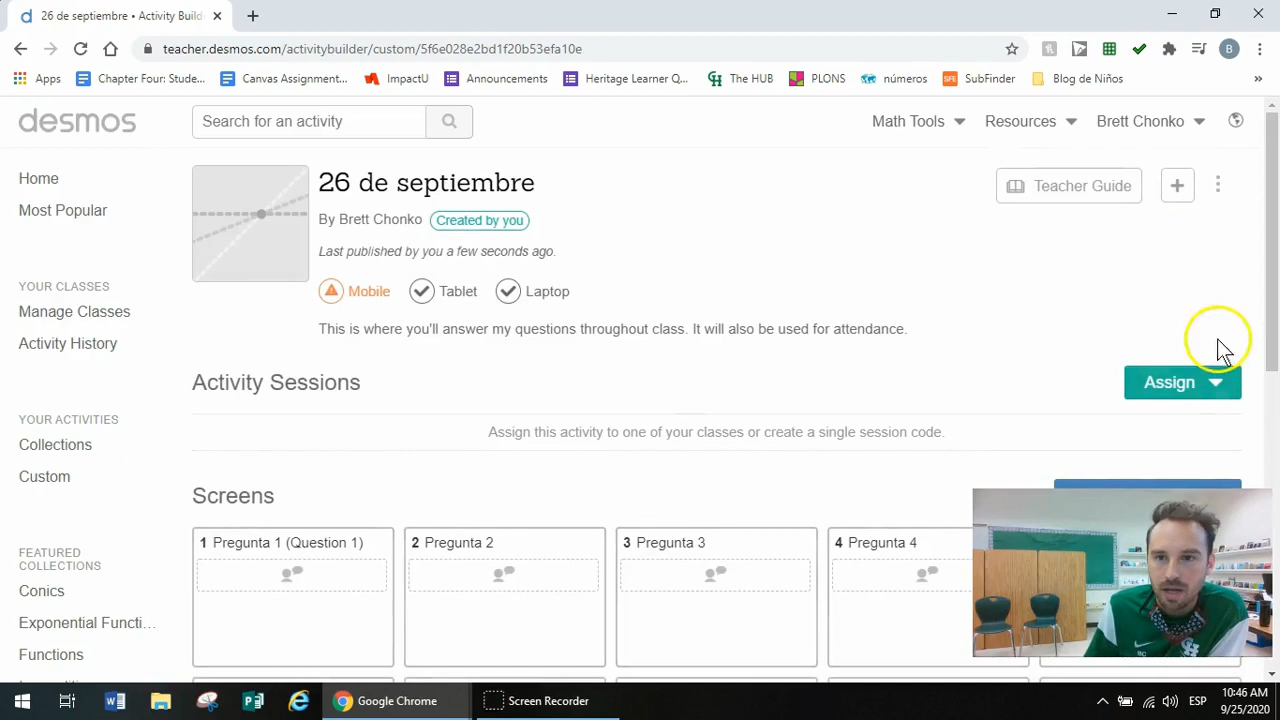 26 de septiembre • Activity Build
teacher.desmos.com/activitybuilder/custom/5f6e028e2bd1f20b53efa10e
B
Apps Chapter Four: Stude... Canvas Assignment... ImpactU Announcements Heritage Learner Q... The HUB PLONS números SubFinder Blog de Niños »
desmos Search for an activity Math Tools Resources Brett Chonko
Home
Most Popular
YOUR CLASSES
Manage Classes
Activity History
YOUR ACTIVITIES
Collections
Custom
FEATURED
COLLECTIONS
Conics
Exponential Functi...
Functions
26 de septiembre
Teacher Guide
By Brett Chonko Created by you
Last published by you a few seconds ago.
Mobile Tablet Laptop
This is where you'll answer my questions throughout class. It will also be used for attendance.
Activity Sessions Assign
Assign this activity to one of your classes or create a single session code.
Screens
1 Pregunta 1 (Question 1) 2 Pregunta 2 3 Pregunta 3 4 Pregunta 4
Google Chrome Screen Recorder ESP
10:46 AM
9/25/2020